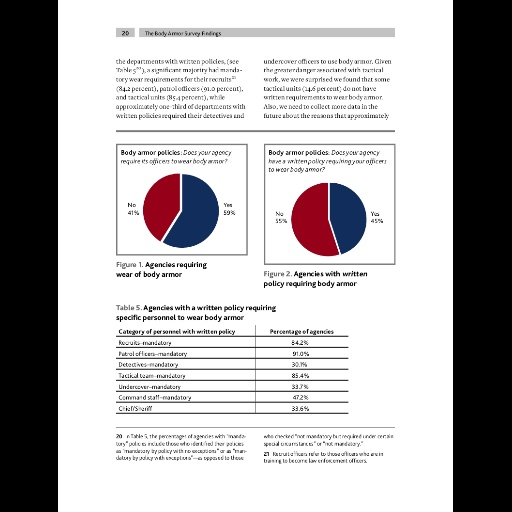 20 The Body Armor Survey Findings
the departments with written policies, (see
Table 5²⁰), a significant majority had manda-
tory wear requirements for their recruits²¹
(84.2 percent), patrol officers (91.0 percent),
and tactical units (85.4 percent), while
approximately one-third of departments with
written policies required their detectives and
undercover officers to use body armor. Given
the greater danger associated with tactical
work, we were surprised we found that some
tactical units (14.6 percent) do not have
written requirements to wear body armor.
Also, we need to collect more data in the
future about the reasons that approximately
Body armor policies: Does your agency
require its officers to wear body armor?
No
41%
Yes
59%
Figure 1. Agencies requiring
wear of body armor
Body armor policies: Does your agency
have a written policy requiring your officers
to wear body armor?
No
55%
Yes
45%
Figure 2. Agencies with written
policy requiring body armor
Table 5. Agencies with a written policy requiring
specific personnel to wear body armor
Category of personnel with written policy Percentage of agencies
Recruits–mandatory 84.2%
Patrol officers–mandatory 91.0%
Detectives–mandatory 30.1%
Tactical team–mandatory 85.4%
Undercover–mandatory 33.7%
Command staff–mandatory 47.2%
Chief/Sheriff 33.6%
20 In Table 5, the percentages of agencies with "manda-
tory" policies include those who identified their policies
as "mandatory by policy with no exceptions" or as "man-
datory by policy with exceptions"—as opposed to those
who checked "not mandatory but required under certain
special circumstances" or "not mandatory."
21 Recruit officers refer to those officers who are in
training to become law enforcement officers.